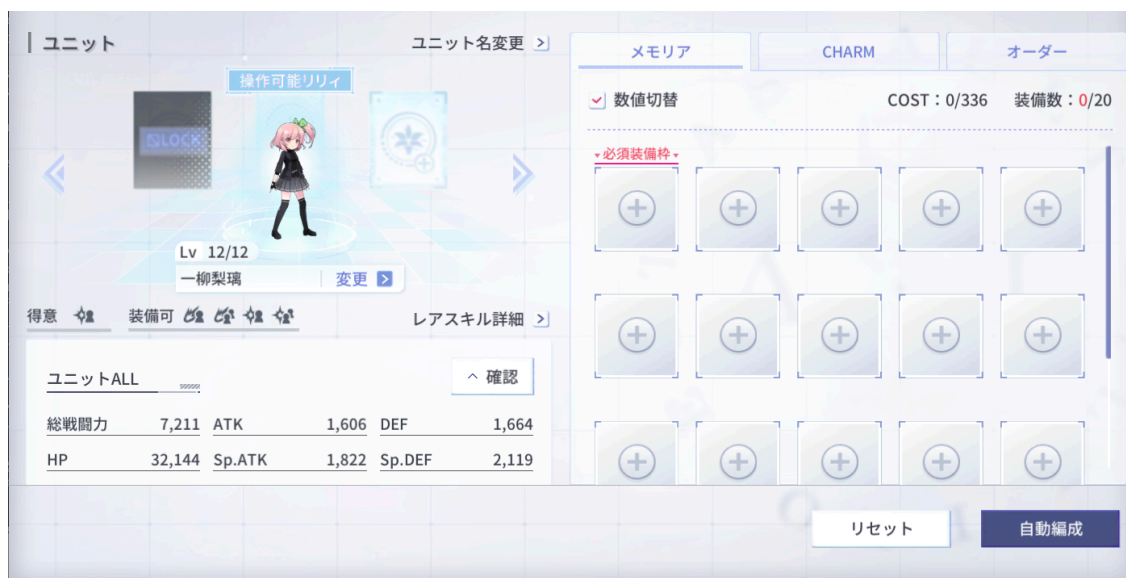 ユニット
ユニット名変更
操作可能リリィ
LOCK
Lv 12/12
一柳梨璃
変更
得意
装備可
レアスキル詳細
ユニットALL
確認
総戦闘力 7,211 ATK 1,606 DEF 1,664
HP 32,144 Sp.ATK 1,822 Sp.DEF 2,119
メモリア
CHARM
オーダー
数値切替
COST：0/336 装備数：0/20
必須装備枠
リセット
自動編成